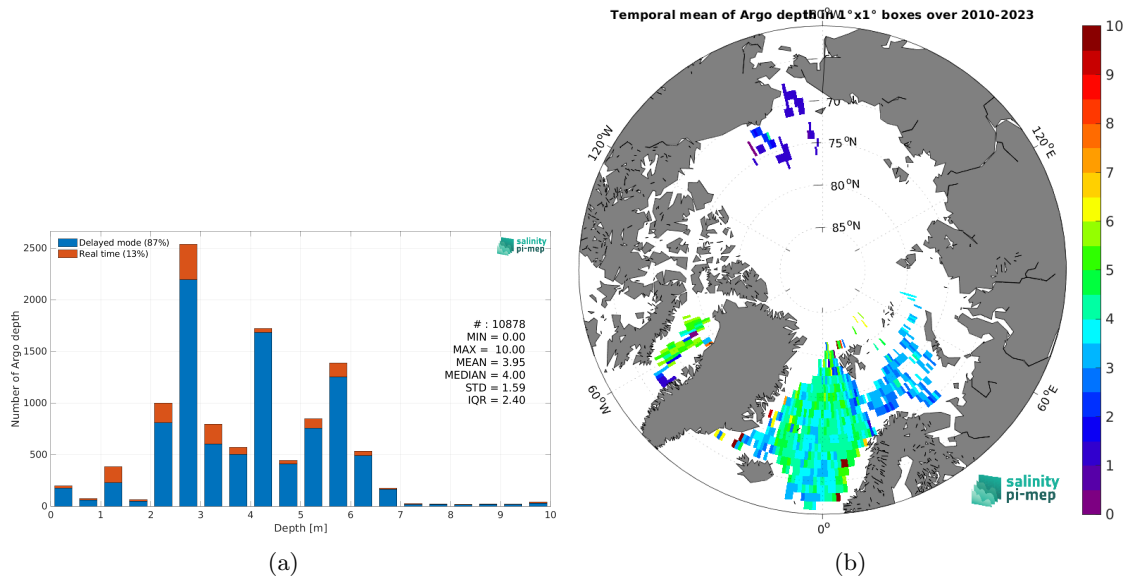 Temporal mean of Argo depth in 1°x1° boxes over 2010-2023
180°W
120°W
120°E
70
75°N
80°N
85°N
60°W
60°E
0°
10
9
8
7
6
5
4
3
2
1
0
salinity
pi-mep
Delayed mode (87%)
Real time (13%)
salinity
pi-mep
# : 10878
MIN = 0.00
MAX = 10.00
MEAN = 3.95
MEDIAN = 4.00
STD = 1.59
IQR = 2.40
Number of Argo depth
2500
2000
1500
1000
500
0
0 1 2 3 4 5 6 7 8 9 10
Depth [m]
(a)
(b)